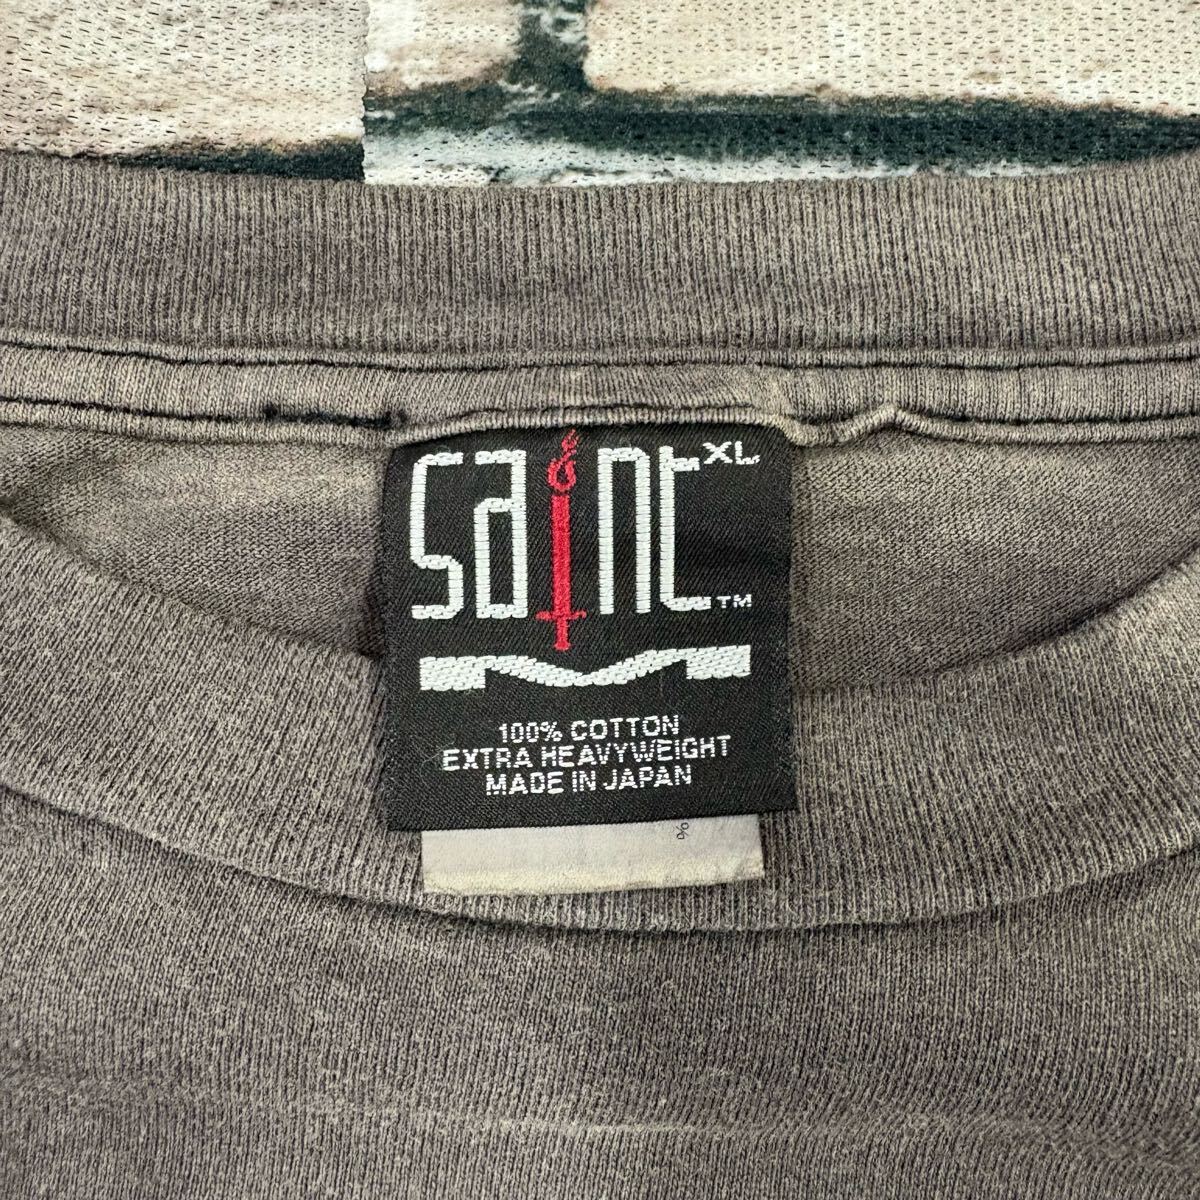 SaINt XL
TM
100% COTTON
EXTRA HEAVYWEIGHT
MADE IN JAPAN
%